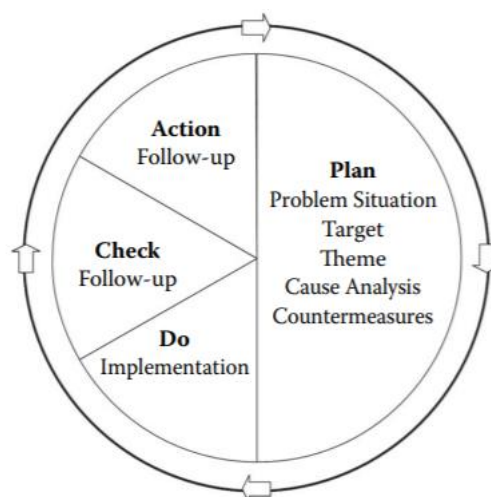 Plan
Problem Situation
Target
Theme
Cause Analysis
Countermeasures
Do
Implementation
Check
Follow-up
Action
Follow-up